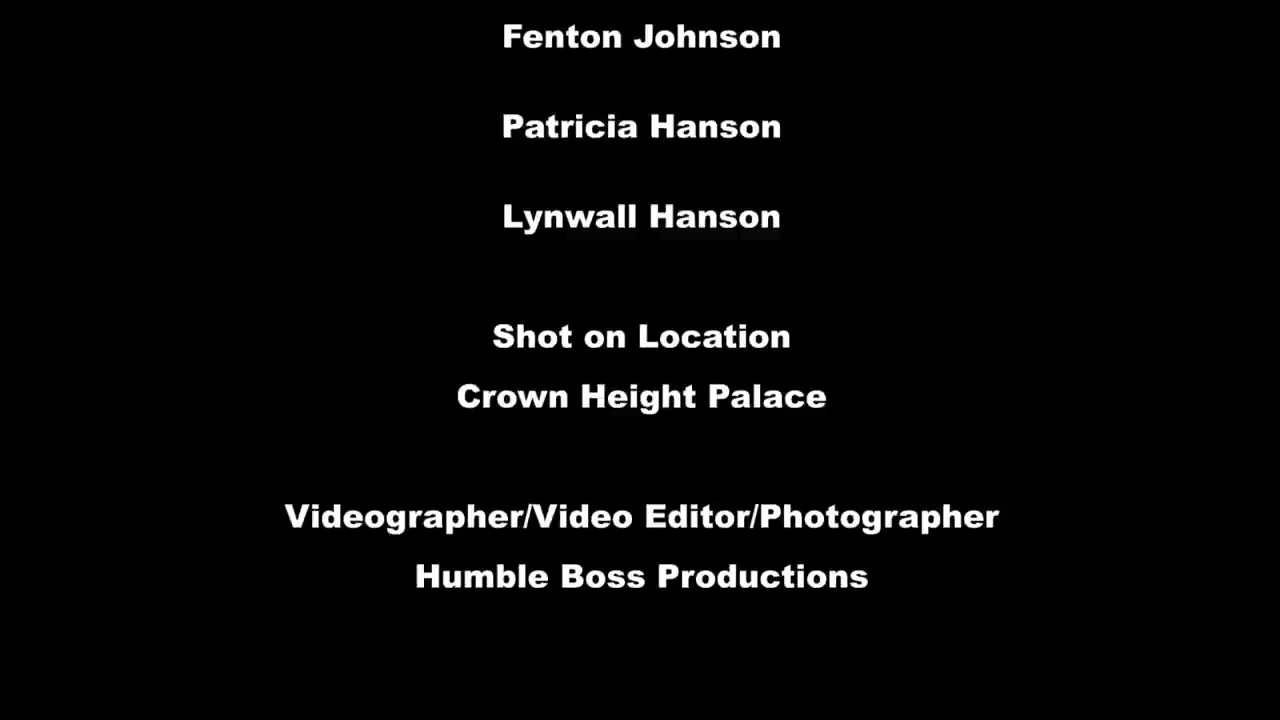 Fenton Johnson
Patricia Hanson
Lynwall Hanson
Shot on Location
Crown Height Palace
Videographer/Video Editor/Photographer
Humble Boss Productions